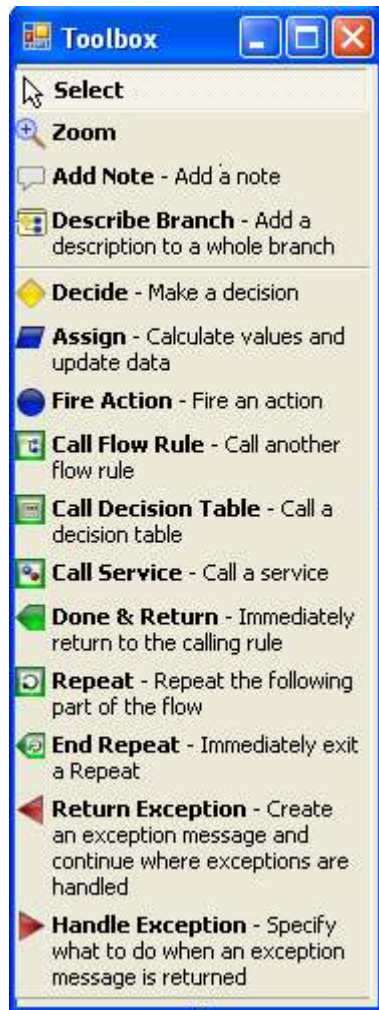 Toolbox
Select
Zoom
Add Note - Add a note
Describe Branch - Add a
description to a whole branch
Decide - Make a decision
Assign - Calculate values and
update data
Fire Action - Fire an action
Call Flow Rule - Call another
flow rule
Call Decision Table - Call a
decision table
Call Service - Call a service
Done & Return - Immediately
return to the calling rule
Repeat - Repeat the following
part of the flow
End Repeat - Immediately exit
a Repeat
Return Exception - Create
an exception message and
continue where exceptions are
handled
Handle Exception - Specify
what to do when an exception
message is returned